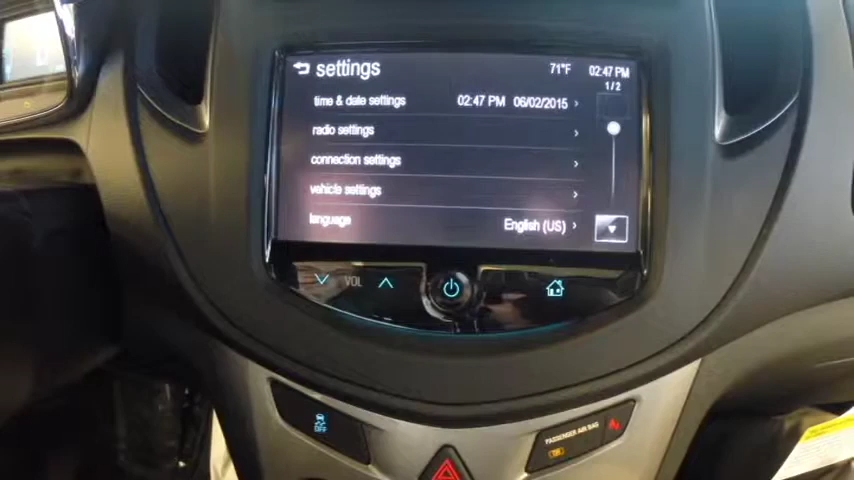 settings 71°F 02:47 PM
1/2
time & date settings 02:47 PM 06/02/2015
radio settings
connection settings
vehicle settings
language English (US)
VOL
OFF
PASSENGER AIR BAG